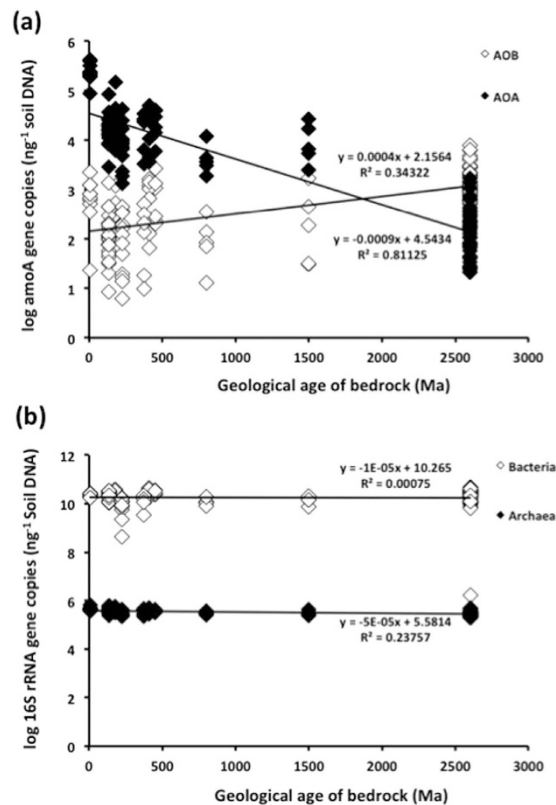 (a)
log amoA gene copies (ng⁻¹ soil DNA)
6
5
4
3
2
1
0
◇ AOB
◆ AOA
y = 0.0004x + 2.1564
R² = 0.34322
y = -0.0009x + 4.5434
R² = 0.81125
0 500 1000 1500 2000 2500 3000
Geological age of bedrock (Ma)
(b)
log 16S rRNA gene copies (ng⁻¹ Soil DNA)
12
10
8
6
4
2
0
y = -1E-05x + 10.265
R² = 0.00075
◇ Bacteria
◆ Archaea
y = -5E-05x + 5.5814
R² = 0.23757
0 500 1000 1500 2000 2500 3000
Geological age of bedrock (Ma)